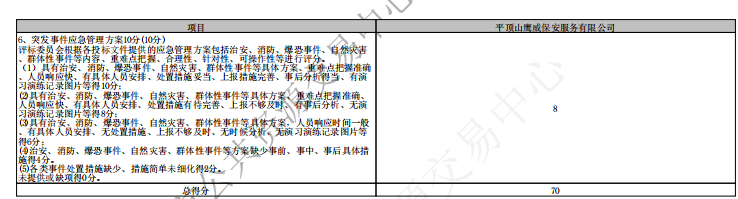 项目
平顶山鹰威保安服务有限公司
6、突发事件应急管理方案10分(10分)
评标委员会根据各投标文件提供的应急管理方案包括治安、消防、爆恐事件、自然灾害
、群体性事件等内容、重难点把握、合理性、针对性、可操作性等进行评分。
（1）具有治安、消防、爆恐事件、自然灾害、群体性事件等具体方案、重难点把握准确
、人员响应快、有具体人员安排、处置措施妥当、上报措施完善、事后分析得当、有演
习演练记录图片等得10分；
(2)具有治安、消防、爆恐事件、自然灾害、群体性事件等具体方案、重难点把握准确、
人员响应快、有具体人员安排、处置措施有待完善、上报不够及时、有事后分析、无演
习演练记录图片等得8分；
(3)具有治安、消防、爆恐事件、自然灾害、群体性事件等具体方案、人员响应时间一般
、有具体人员安排、无处置措施、上报不够及时、无时候分析、无演习演练记录图片等
得6分；
(4)治安、消防、爆恐事件、自然灾害、群体性事件等方案缺少事前、事中、事后具体措
施得4分。
(5)各类事件处置措施缺少、措施简单未细化得2分。
未提供或缺项得0分。
8
总得分
70
公共资源交易中心
源交易中心